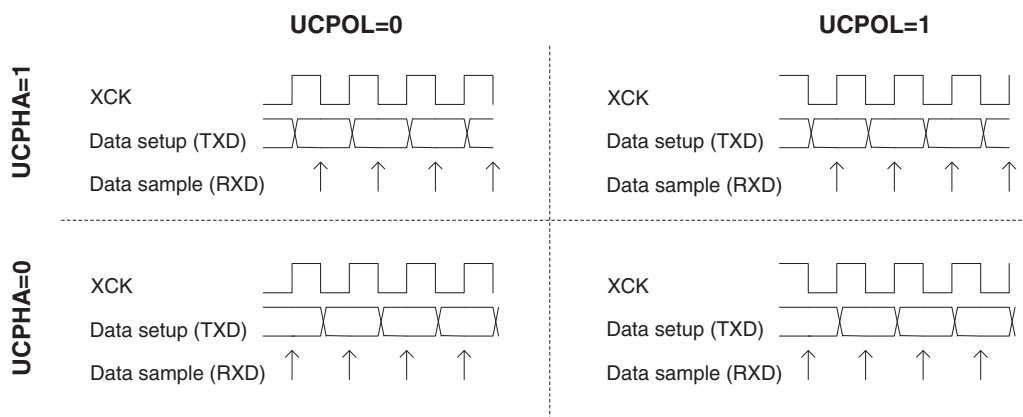 UCPOL=0
UCPOL=1
UCPHA=1
XCK
Data setup (TXD)
Data sample (RXD)
XCK
Data setup (TXD)
Data sample (RXD)
UCPHA=0
XCK
Data setup (TXD)
Data sample (RXD)
XCK
Data setup (TXD)
Data sample (RXD)